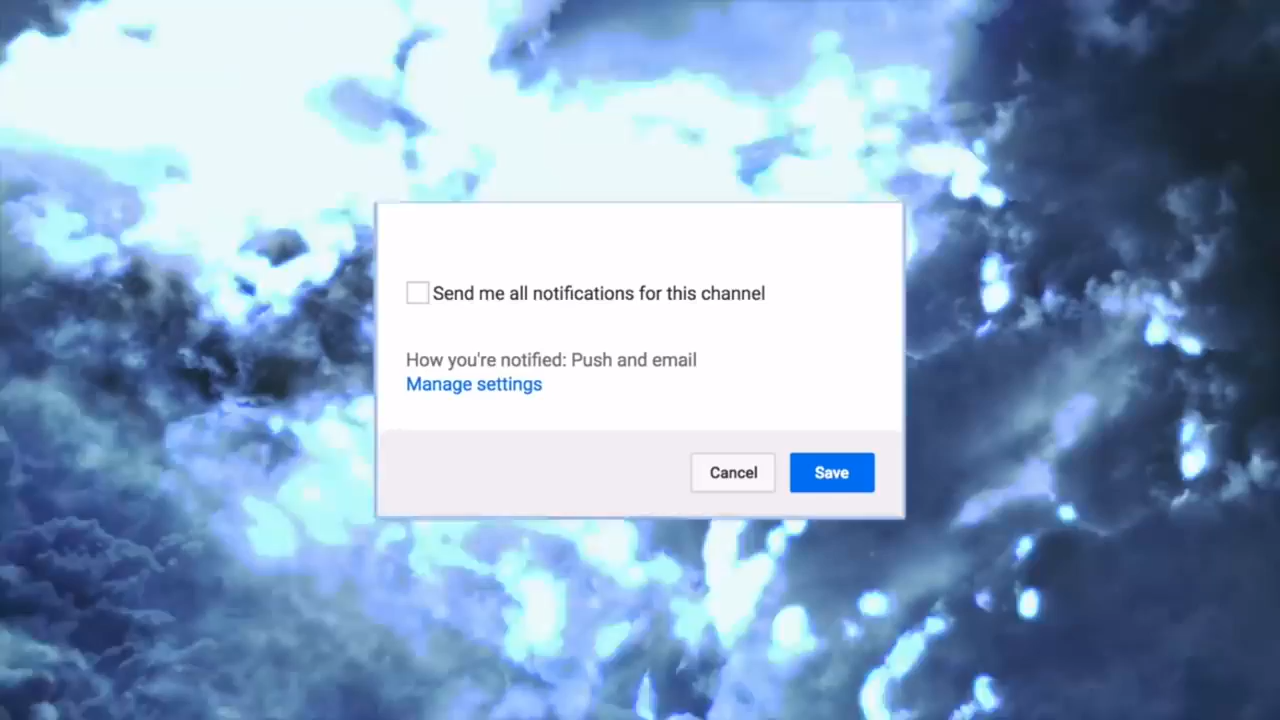 Send me all notifications for this channel
How you're notified: Push and email
Manage settings
Cancel
Save